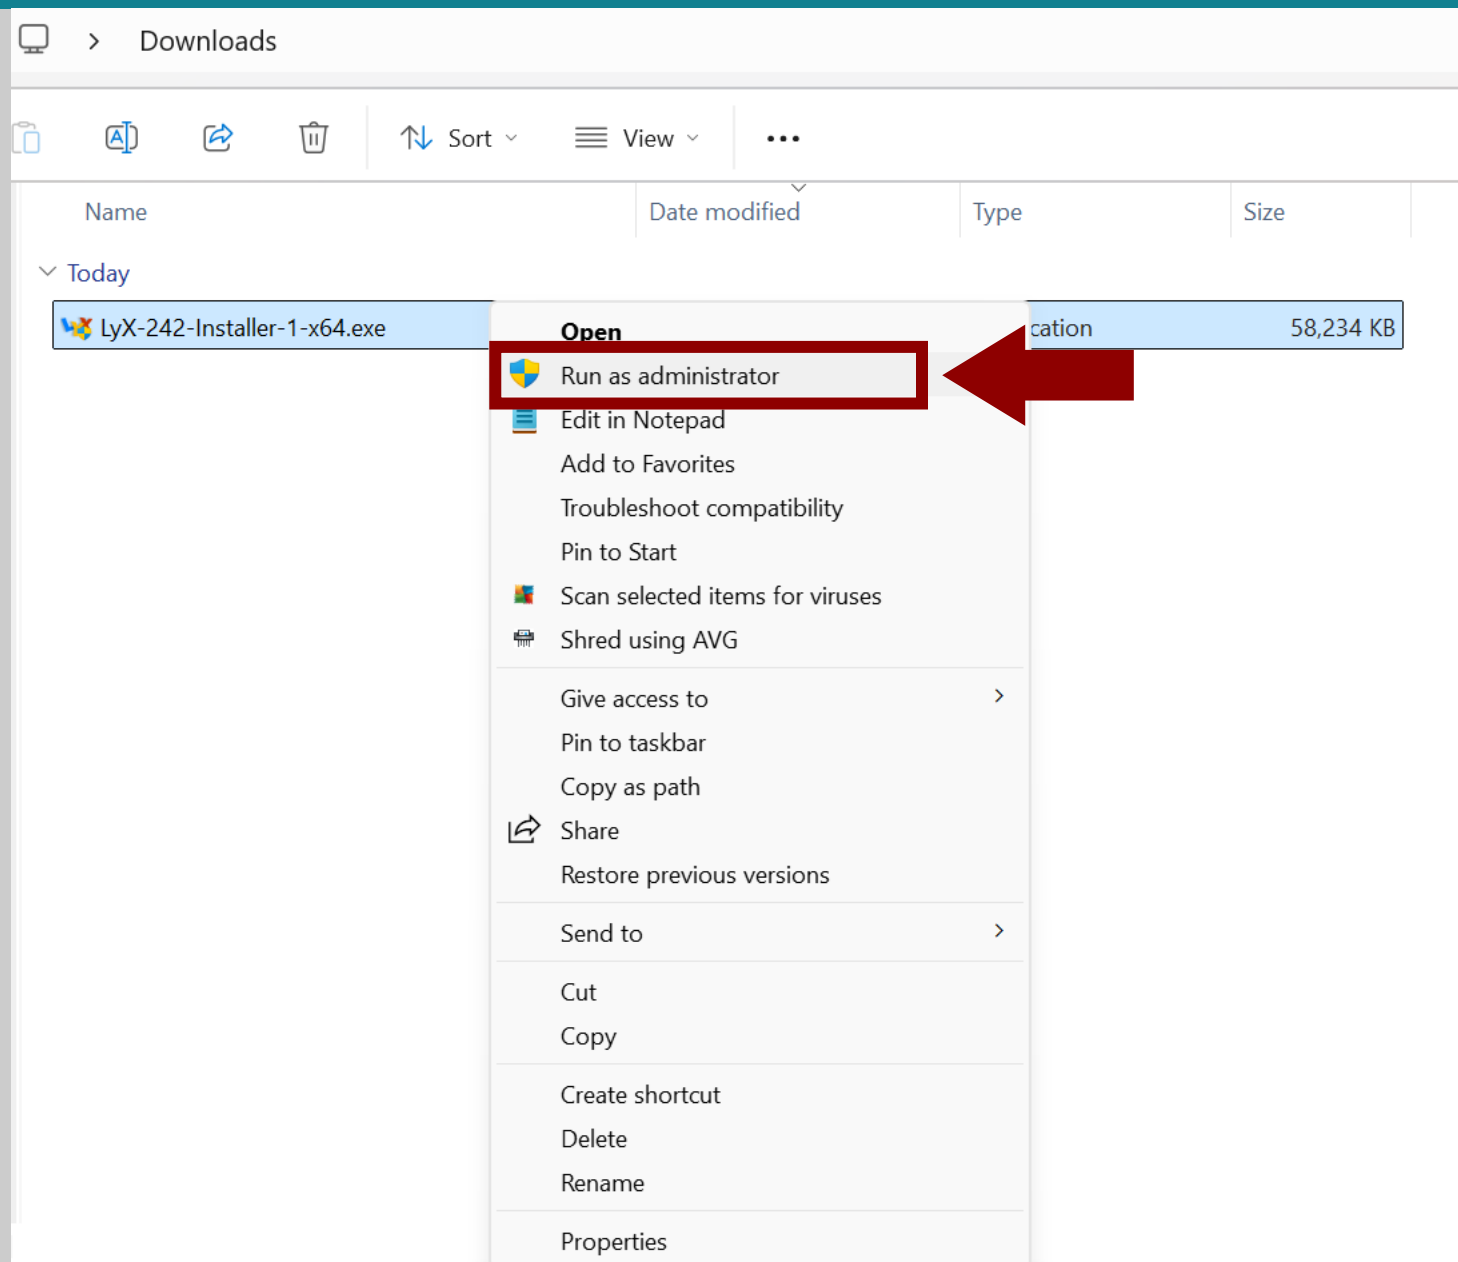 Downloads
Sort
View
Name
Date modified
Type
Size
Today
LyX-242-Installer-1-x64.exe
cation
58,234 KB
Open
Run as administrator
Edit in Notepad
Add to Favorites
Troubleshoot compatibility
Pin to Start
Scan selected items for viruses
Shred using AVG
Give access to
Pin to taskbar
Copy as path
Share
Restore previous versions
Send to
Cut
Copy
Create shortcut
Delete
Rename
Properties